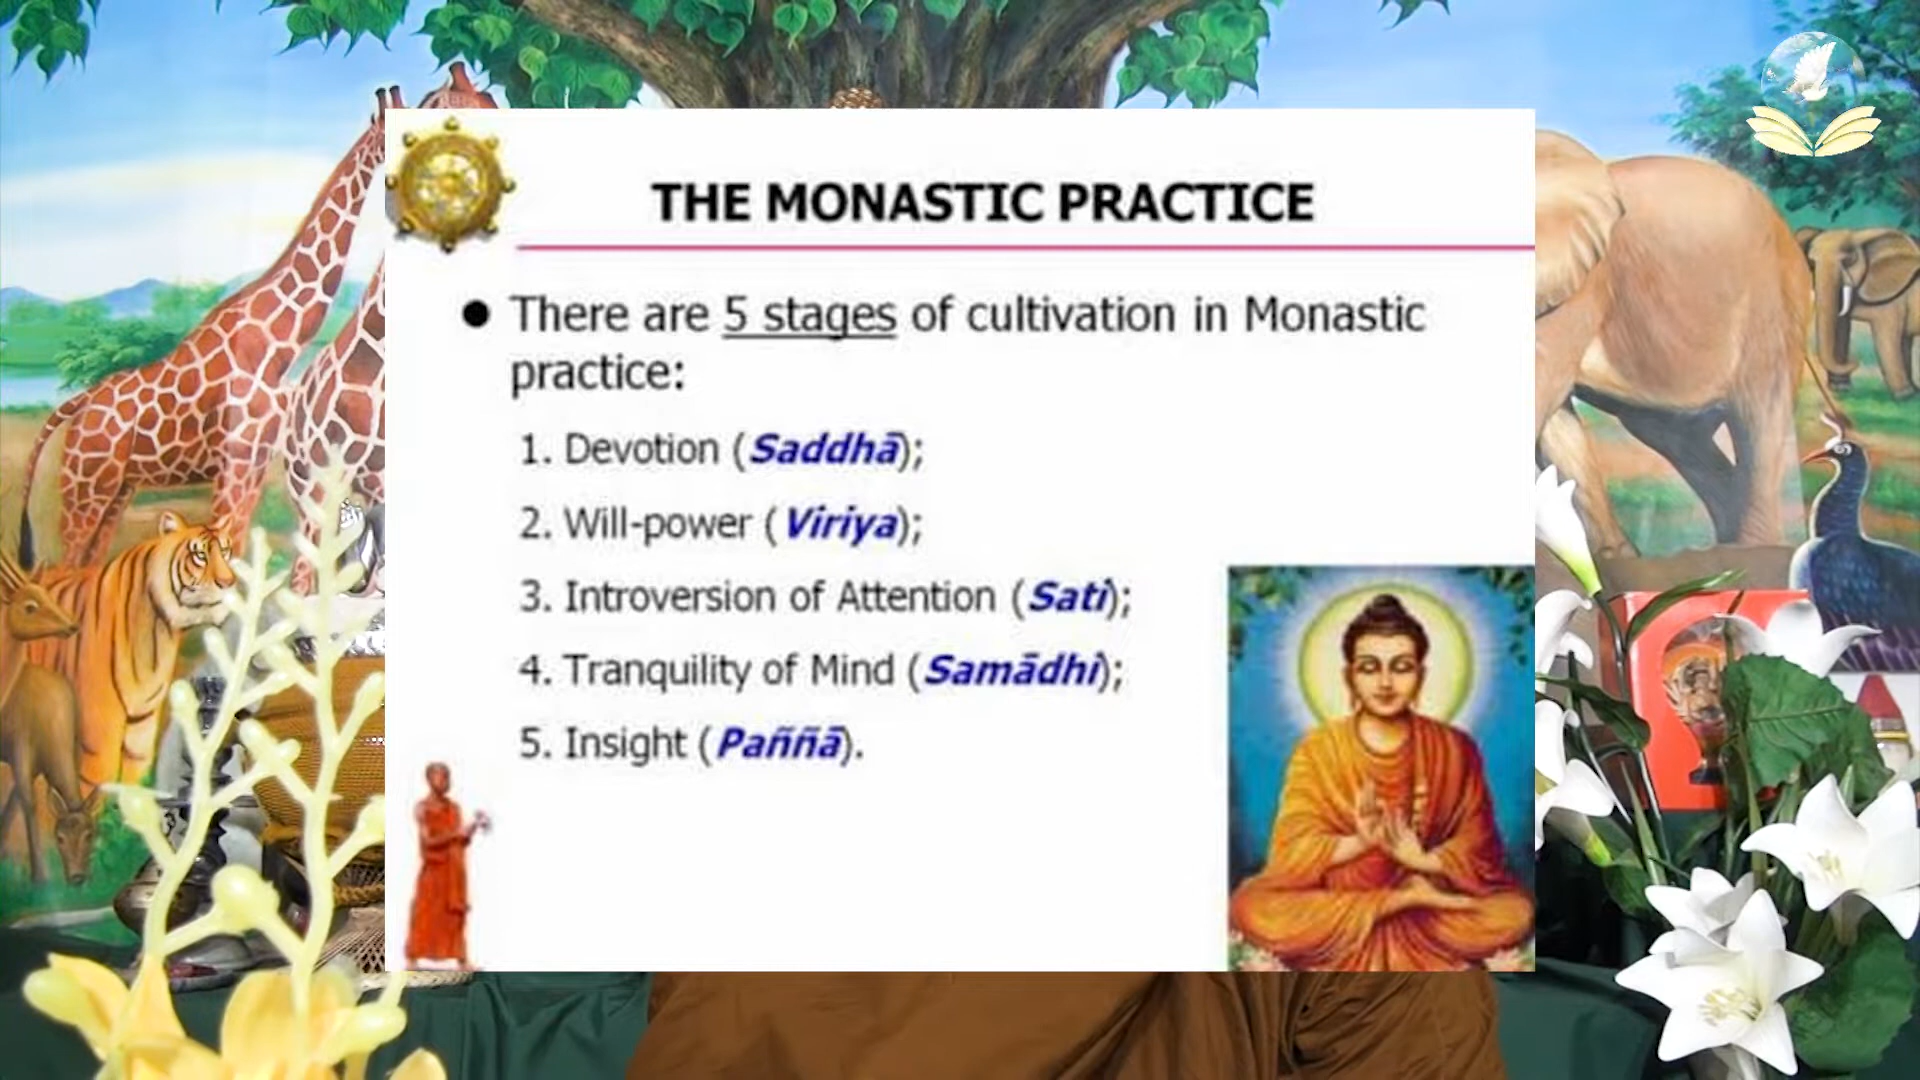 THE MONASTIC PRACTICE
● There are 5 stages of cultivation in Monastic
practice:
1. Devotion (Saddhā);
2. Will-power (Viriya);
3. Introversion of Attention (Sati);
4. Tranquility of Mind (Samādhi);
5. Insight (Paññā).